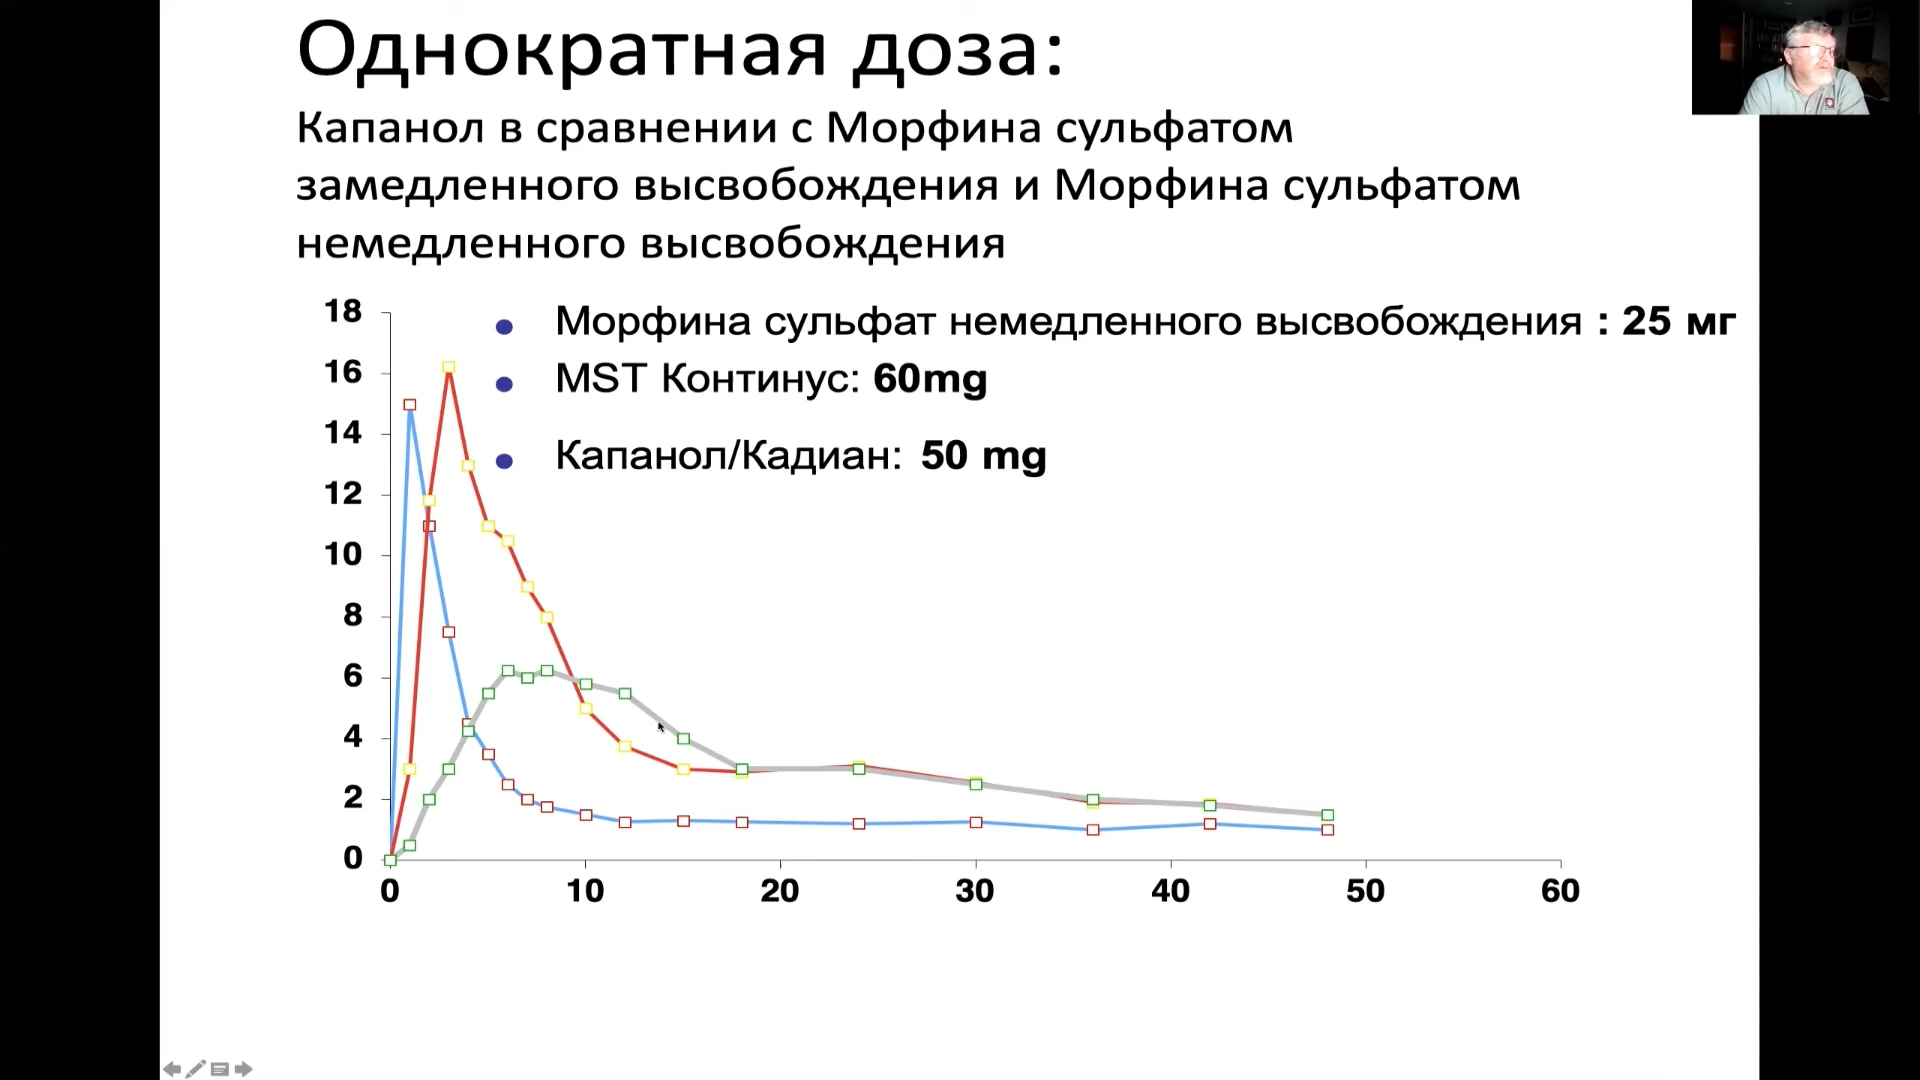 Однократная доза:
Капанол в сравнении с Морфина сульфатом
замедленного высвобождения и Морфина сульфатом
немедленного высвобождения
Морфина сульфат немедленного высвобождения : 25 мг
MST Континус: 60mg
Капанол/Кадиан: 50 mg
18
16
14
12
10
8
6
4
2
0
0 10 20 30 40 50 60